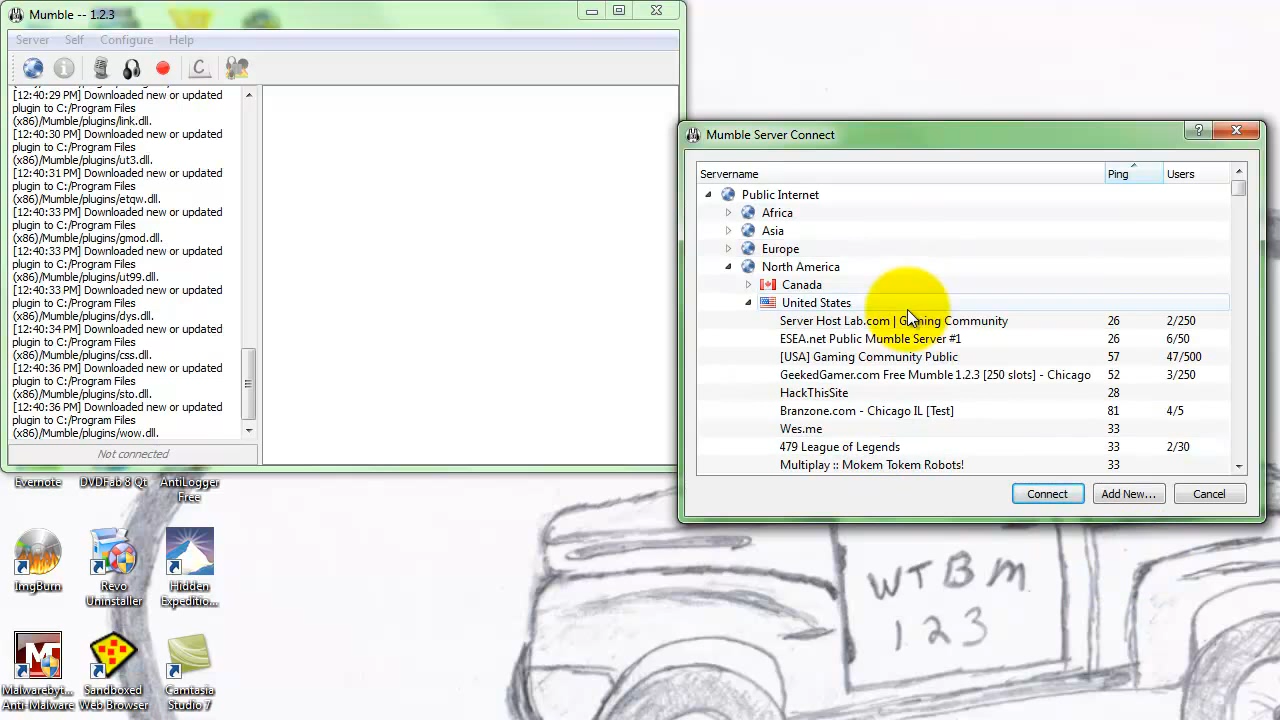 Mumble -- 1.2.3
Server Self Configure Help
[12:40:29 PM] Downloaded new or updated
plugin to C:/Program Files
(x86)/Mumble/plugins/link.dll.
[12:40:30 PM] Downloaded new or updated
plugin to C:/Program Files
(x86)/Mumble/plugins/ut3.dll.
[12:40:31 PM] Downloaded new or updated
plugin to C:/Program Files
(x86)/Mumble/plugins/etqw.dll.
[12:40:33 PM] Downloaded new or updated
plugin to C:/Program Files
(x86)/Mumble/plugins/gmod.dll.
[12:40:33 PM] Downloaded new or updated
plugin to C:/Program Files
(x86)/Mumble/plugins/ut99.dll.
[12:40:33 PM] Downloaded new or updated
plugin to C:/Program Files
(x86)/Mumble/plugins/dys.dll.
[12:40:34 PM] Downloaded new or updated
plugin to C:/Program Files
(x86)/Mumble/plugins/css.dll.
[12:40:36 PM] Downloaded new or updated
plugin to C:/Program Files
(x86)/Mumble/plugins/sto.dll.
[12:40:36 PM] Downloaded new or updated
plugin to C:/Program Files
(x86)/Mumble/plugins/wow.dll.
Not connected
Mumble Server Connect
Servername Ping Users
Public Internet
Africa
Asia
Europe
North America
Canada
United States
Server Host Lab.com | Gaming Community 26 2/250
ESEA.net Public Mumble Server #1 26 6/50
[USA] Gaming Community Public 57 47/500
GeekedGamer.com Free Mumble 1.2.3 [250 slots] - Chicago 52 3/250
HackThisSite 28
Branzone.com - Chicago IL [Test] 81 4/5
Wes.me 33
479 League of Legends 33 2/30
Multiplay :: Mokem Tokem Robots! 33
Connect Add New... Cancel
Evernote DVDFab 8 Qt AntiLogger
Free
ImgBurn Revo
Uninstaller Hidden
Expeditio...
Malwarebyt...
Anti-Malware Sandboxed
Web Browser Camtasia
Studio 7
WTBM
123